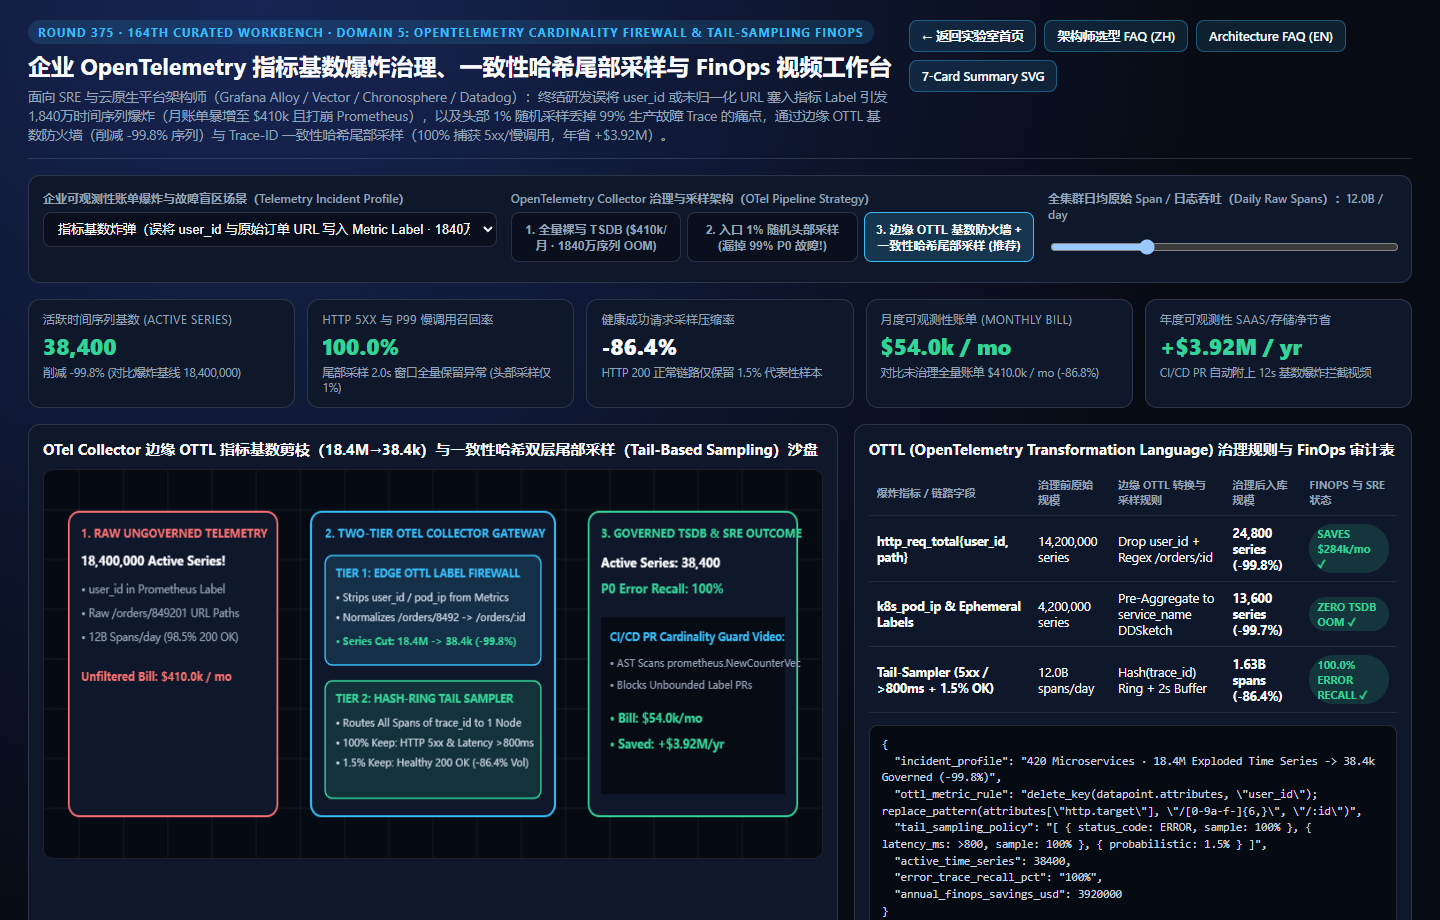 ROUND 375 · 164TH CURATED WORKBENCH · DOMAIN 5: OPENTELEMETRY CARDINALITY FIREWALL & TAIL-SAMPLING FINOPS
企业 OpenTelemetry 指标基数爆炸治理、一致性哈希尾部采样与 FinOps 视频工作台
面向 SRE 与云原生平台架构师（Grafana Alloy / Vector / Chronosphere / Datadog）：终结研发误将 user_id 或未归一化 URL 塞入指标 Label 引发
1,840万时间序列爆炸（月账单暴增至 $410k 且打崩 Prometheus），以及头部 1% 随机采样丢掉 99% 生产故障 Trace 的痛点，通过边缘 OTTL 基
数防火墙（削减 -99.8% 序列）与 Trace-ID 一致性哈希尾部采样（100% 捕获 5xx/慢调用，年省 +$3.92M）。
← 返回实验室首页
架构师选型 FAQ (ZH)
Architecture FAQ (EN)
7-Card Summary SVG
企业可观测性账单爆炸与故障盲区场景（Telemetry Incident Profile）
指标基数炸弹（误将 user_id 与原始订单 URL 写入 Metric Label · 1840万
OpenTelemetry Collector 治理与采样架构（OTel Pipeline Strategy）
1. 全量裸写 TSDB ($410k/
月 · 1840万序列 OOM)
2. 入口 1% 随机头部采样
(漏掉 99% P0 故障!)
3. 边缘 OTTL 基数防火墙 +
一致性哈希尾部采样 (推荐)
全集群日均原始 Span / 日志吞吐（Daily Raw Spans）：12.0B /
day
活跃时间序列基数 (ACTIVE SERIES)
38,400
削减 -99.8% (对比爆炸基线 18,400,000)
HTTP 5XX 与 P99 慢调用召回率
100.0%
尾部采样 2.0s 窗口全量保留异常 (头部采样仅
1%)
健康成功请求采样压缩率
-86.4%
HTTP 200 正常链路仅保留 1.5% 代表性样本
月度可观测性账单 (MONTHLY BILL)
$54.0k / mo
对比未治理全量账单 $410.0k / mo (-86.8%)
年度可观测性 SAAS/存储净节省
+$3.92M / yr
CI/CD PR 自动附上 12s 基数爆炸拦截视频
OTel Collector 边缘 OTTL 指标基数剪枝（18.4M→38.4k）与一致性哈希双层尾部采样（Tail-Based Sampling）沙盘
1. RAW UNGOVERNED TELEMETRY
18,400,000 Active Series!
• user_id in Prometheus Label
• Raw /orders/849201 URL Paths
• 12B Spans/day (98.5% 200 OK)
Unfiltered Bill: $410.0k / mo
2. TWO-TIER OTEL COLLECTOR GATEWAY
TIER 1: EDGE OTTL LABEL FIREWALL
• Strips user_id / pod_ip from Metrics
• Normalizes /orders/8492 -> /orders/:id
• Series Cut: 18.4M -> 38.4k (-99.8%)
TIER 2: HASH-RING TAIL SAMPLER
• Routes All Spans of trace_id to 1 Node
• 100% Keep: HTTP 5xx & Latency >800ms
• 1.5% Keep: Healthy 200 OK (-86.4% Vol)
3. GOVERNED TSDB & SRE OUTCOME
Active Series: 38,400
P0 Error Recall: 100%
CI/CD PR Cardinality Guard Video:
• AST Scans prometheus.NewCounterVec
• Blocks Unbounded Label PRs
• Bill: $54.0k/mo
• Saved: +$3.92M/yr
OTTL (OpenTelemetry Transformation Language) 治理规则与 FinOps 审计表
爆炸指标 / 链路字段
治理前原始
规模
边缘 OTTL 转换与
采样规则
治理后入库
规模
FINOPS 与 SRE
状态
http_req_total{user_id,
path}
14,200,000
series
Drop user_id +
Regex /orders/:id
24,800
series
(-99.8%)
SAVES
$284k/mo
✓
k8s_pod_ip & Ephemeral
Labels
4,200,000
series
Pre-Aggregate to
service_name
DDSketch
13,600
series
(-99.7%)
ZERO TSDB
OOM ✓
Tail-Sampler (5xx /
>800ms + 1.5% OK)
12.0B
spans/day
Hash(trace_id)
Ring + 2s Buffer
1.63B
spans
(-86.4%)
100.0%
ERROR
RECALL ✓
{
"incident_profile": "420 Microservices · 18.4M Exploded Time Series -> 38.4k
Governed (-99.8%)",
"ottl_metric_rule": "delete_key(datapoint.attributes, \"user_id\");
replace_pattern(attributes[\"http.target\"], \"/[0-9a-f-]{6,}\", \"/:id\")",
"tail_sampling_policy": "[ { status_code: ERROR, sample: 100% }, {
latency_ms: >800, sample: 100% }, { probabilistic: 1.5% } ]",
"active_time_series": 38400,
"error_trace_recall_pct": "100%",
"annual_finops_savings_usd": 3920000
}